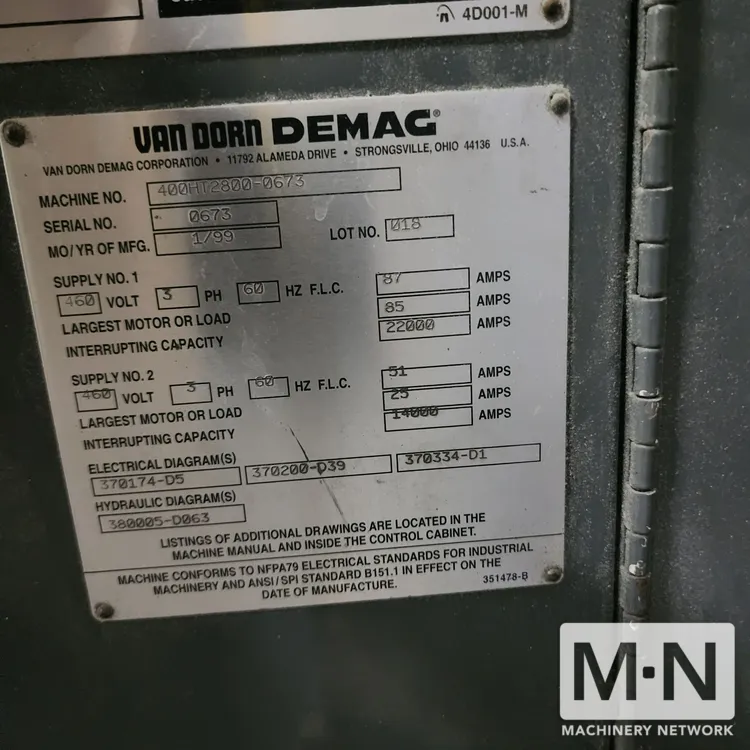 4D001-M
VAN DORN DEMAG®
VAN DORN DEMAG CORPORATION • 11792 ALAMEDA DRIVE • STRONGSVILLE, OHIO 44136 U.S.A.
MACHINE NO. 400HT2800-0673
SERIAL NO. 0673
MO/YR OF MFG. 1/99 LOT NO. 018
SUPPLY NO. 1
460 VOLT 3 PH 60 HZ F.L.C. 87 AMPS
LARGEST MOTOR OR LOAD 85 AMPS
INTERRUPTING CAPACITY 22000 AMPS
SUPPLY NO. 2
460 VOLT 3 PH 60 HZ F.L.C. 51 AMPS
LARGEST MOTOR OR LOAD 25 AMPS
INTERRUPTING CAPACITY 14000 AMPS
ELECTRICAL DIAGRAM(S)
370174-D5 370200-D39 370334-D1
HYDRAULIC DIAGRAM(S)
380005-D063
LISTINGS OF ADDITIONAL DRAWINGS ARE LOCATED IN THE
MACHINE MANUAL AND INSIDE THE CONTROL CABINET.
MACHINE CONFORMS TO NFPA79 ELECTRICAL STANDARDS FOR INDUSTRIAL
MACHINERY AND ANSI/SPI STANDARD B151.1 IN EFFECT ON THE
DATE OF MANUFACTURE. 351478-B
M·N
MACHINERY NETWORK